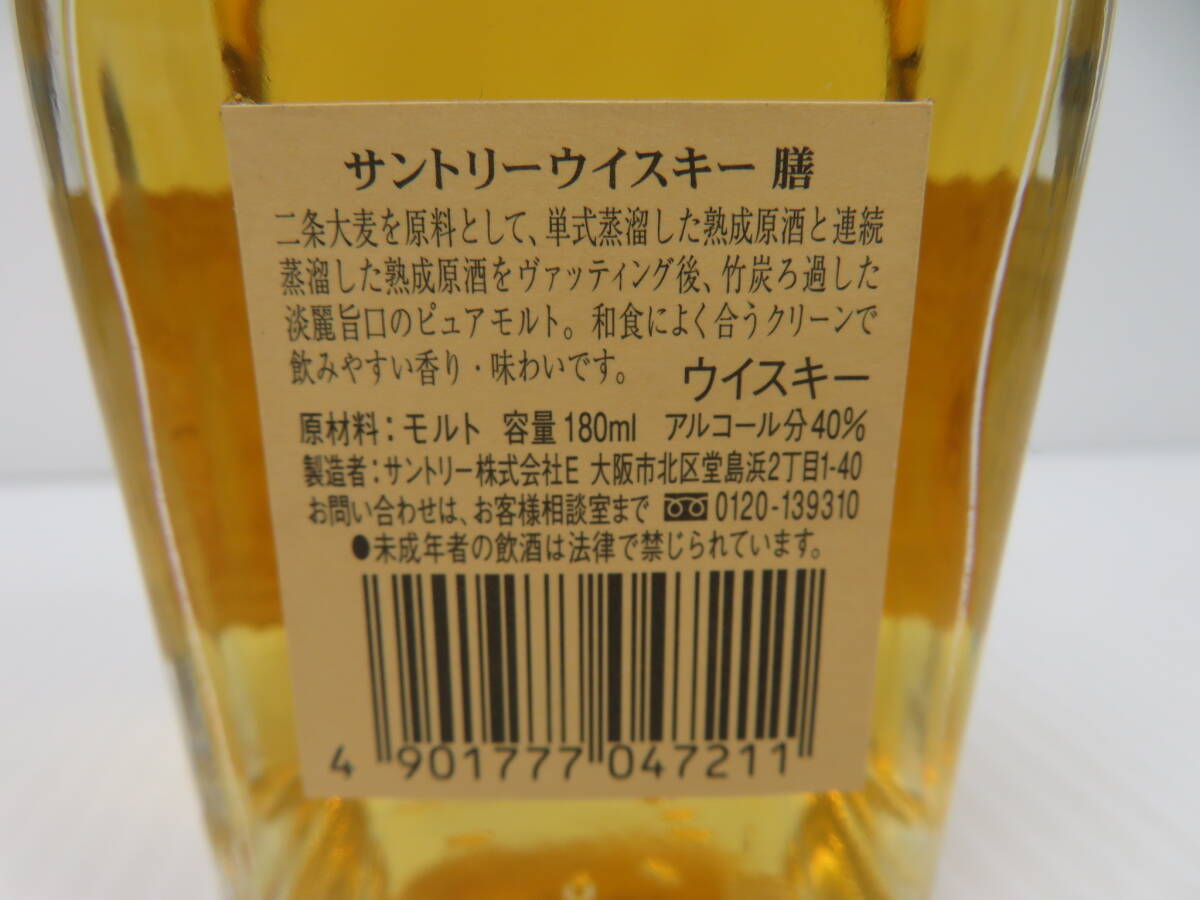 サントリーウイスキー 膳
二条大麦を原料として、単式蒸溜した熟成原酒と連続
蒸溜した熟成原酒をヴァッティング後、竹炭ろ過した
淡麗旨口のピュアモルト。和食によく合うクリーンで
飲みやすい香り・味わいです。 ウイスキー
原材料：モルト 容量180ml アルコール分40%
製造者：サントリー株式会社E 大阪市北区堂島浜2丁目1-40
お問い合わせは、お客様相談室まで 0120-139310
●未成年者の飲酒は法律で禁じられています。
4 901777 047211